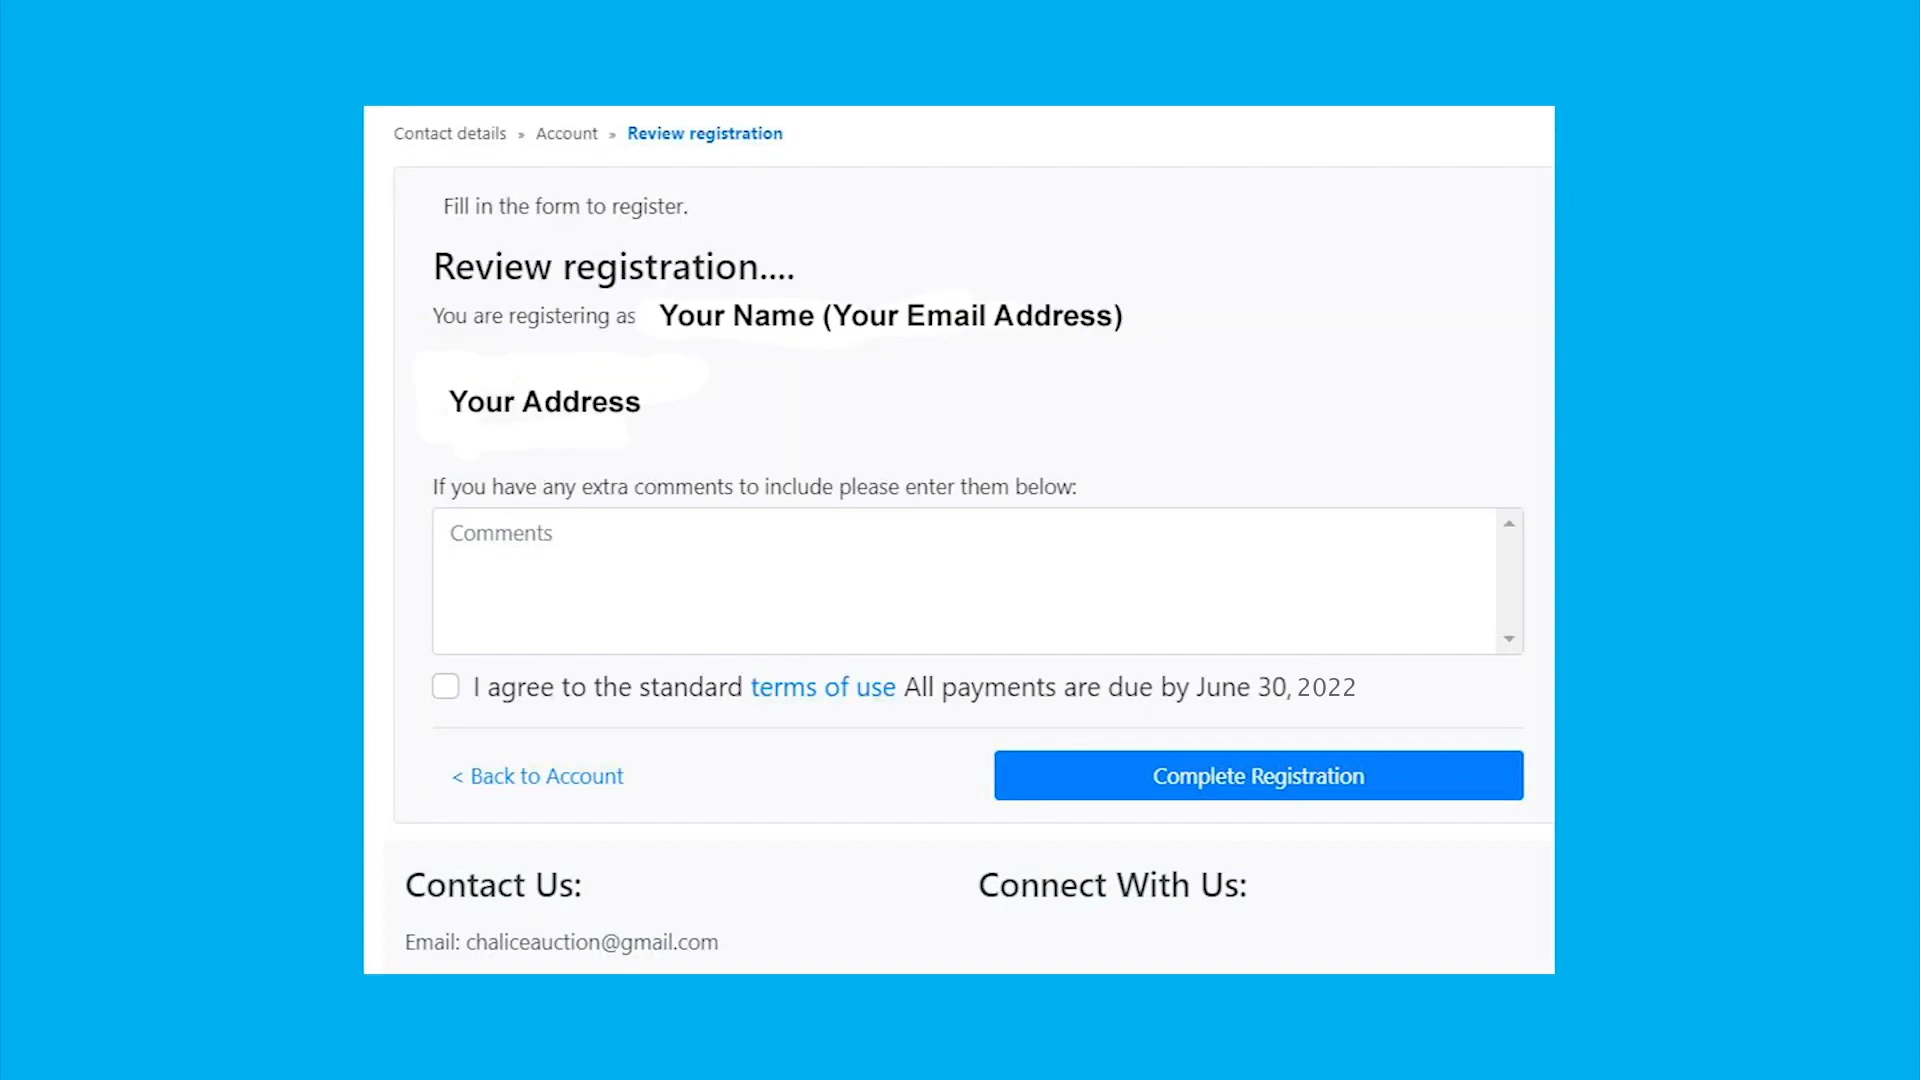 Contact details » Account » Review registration
Fill in the form to register.
Review registration....
You are registering as Your Name (Your Email Address)
Your Address
If you have any extra comments to include please enter them below:
Comments
I agree to the standard terms of use All payments are due by June 30, 2022
< Back to Account
Complete Registration
Contact Us:
Connect With Us:
Email: chaliceauction@gmail.com